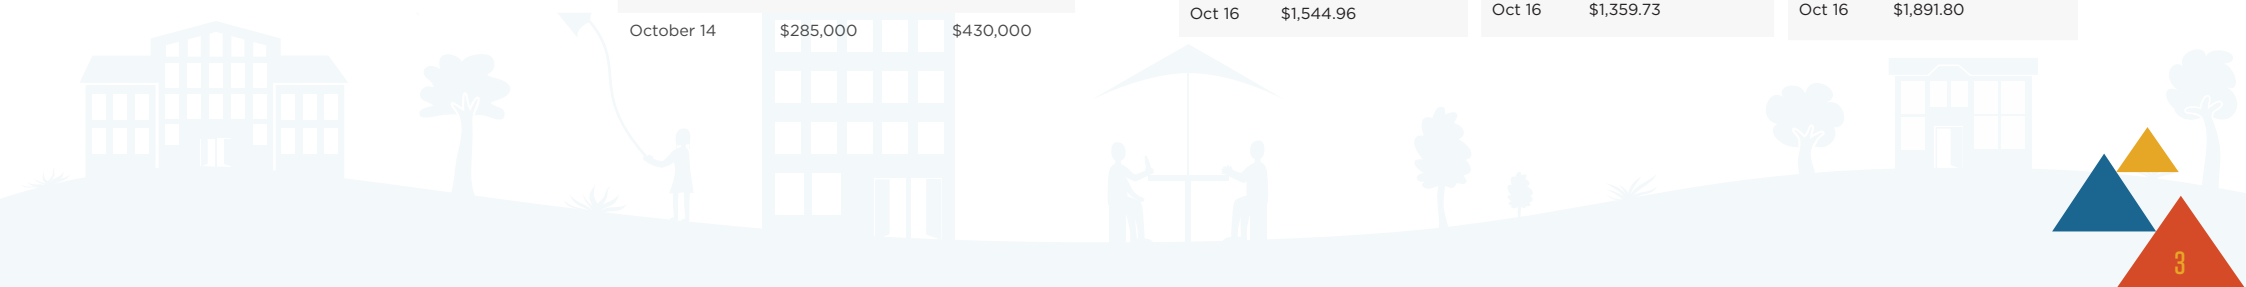 October 14 $285,000 $430,000
Oct 16 $1,544.96
Oct 16 $1,359.73
Oct 16 $1,891.80
3